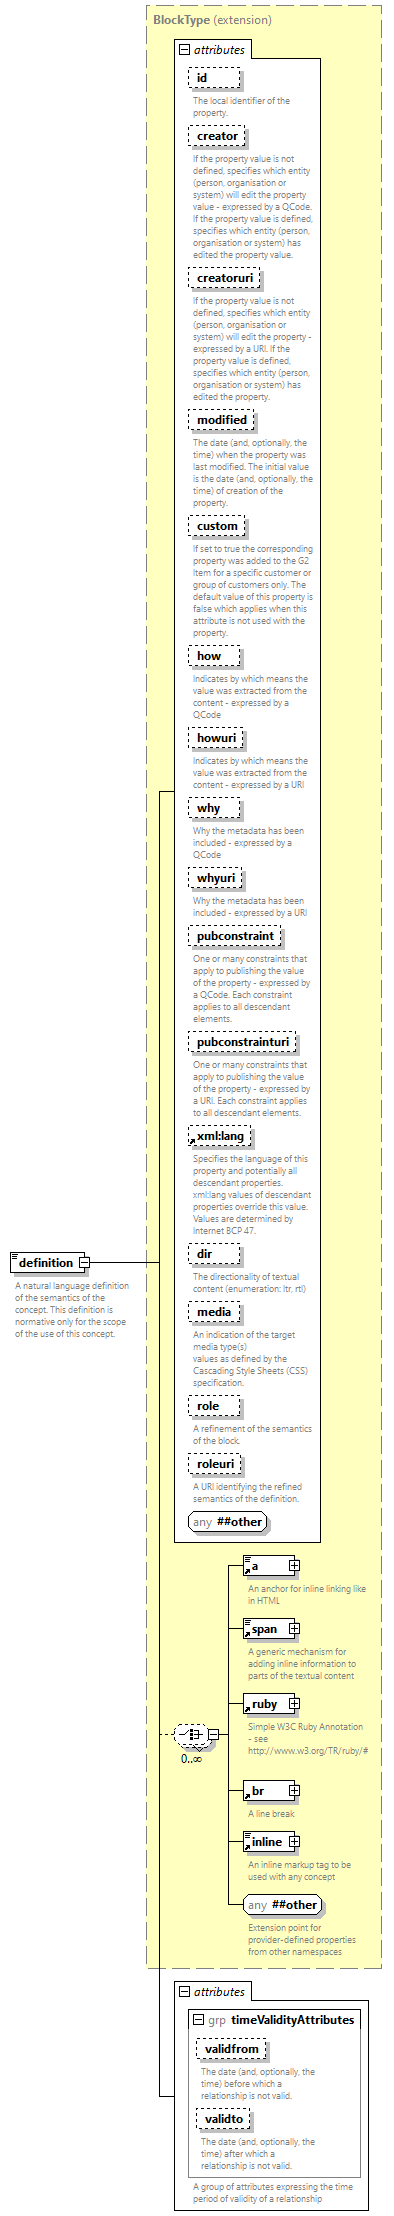 BlockType (extension)
attributes
id
The local identifier of the
property.
creator
If the property value is not
defined, specifies which entity
(person, organisation or
system) will edit the property
value - expressed by a QCode.
If the property value is defined,
specifies which entity (person,
organisation or system) has
edited the property value.
creatoruri
If the property value is not
defined, specifies which entity
(person, organisation or
system) will edit the property -
expressed by a URI. If the
property value is defined,
specifies which entity (person,
organisation or system) has
edited the property.
modified
The date (and, optionally, the
time) when the property was
last modified. The initial value
is the date (and, optionally, the
time) of creation of the
property.
custom
If set to true the corresponding
property was added to the G2
Item for a specific customer or
group of customers only. The
default value of this property is
false which applies when this
attribute is not used with the
property.
how
Indicates by which means the
value was extracted from the
content - expressed by a
QCode
howuri
Indicates by which means the
value was extracted from the
content - expressed by a URI
why
Why the metadata has been
included - expressed by a
QCode
whyuri
Why the metadata has been
included - expressed by a URI
pubconstraint
One or many constraints that
apply to publishing the value
of the property - expressed by
a QCode. Each constraint
applies to all descendant
elements.
pubconstrainturi
One or many constraints that
apply to publishing the value
of the property - expressed by
a URI. Each constraint applies
to all descendant elements.
xml:lang
Specifies the language of this
property and potentially all
descendant properties.
xml:lang values of descendant
properties override this value.
Values are determined by
Internet BCP 47.
dir
The directionality of textual
content (enumeration: ltr, rtl)
media
An indication of the target
media type(s)
values as defined by the
Cascading Style Sheets (CSS)
specification.
role
A refinement of the semantics
of the block.
roleuri
A URI identifying the refined
semantics of the definition.
any ##other
definition
A natural language definition
of the semantics of the
concept. This definition is
normative only for the scope
of the use of this concept.
0..∞
a
An anchor for inline linking like
in HTML
span
A generic mechanism for
adding inline information to
parts of the textual content
ruby
Simple W3C Ruby Annotation
- see
http://www.w3.org/TR/ruby/#
br
A line break
inline
An inline markup tag to be
used with any concept
any ##other
Extension point for
provider-defined properties
from other namespaces
attributes
grp timeValidityAttributes
validfrom
The date (and, optionally, the
time) before which a
relationship is not valid.
validto
The date (and, optionally, the
time) after which a
relationship is not valid.
A group of attributes expressing the time
period of validity of a relationship